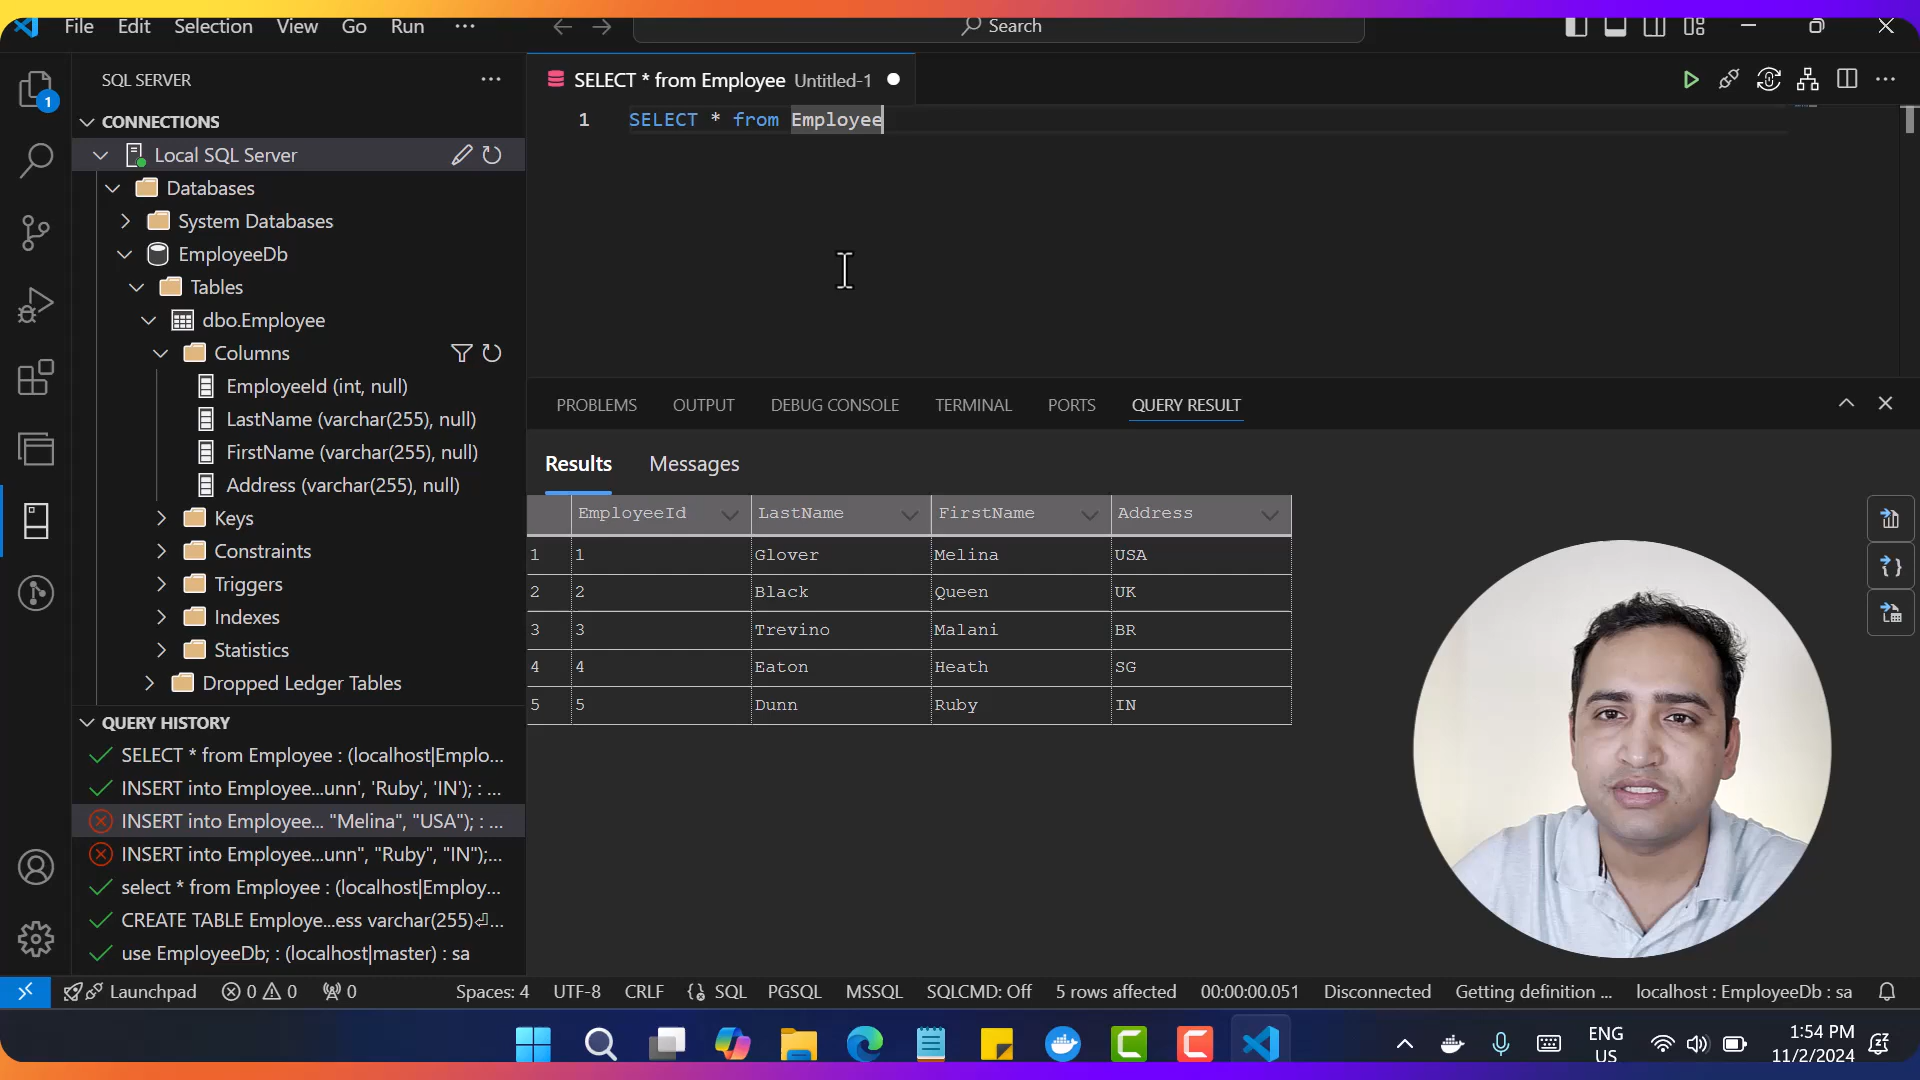 File Edit Selection View Go Run ···
Search
SQL SERVER ···
CONNECTIONS
Local SQL Server
Databases
System Databases
EmployeeDb
Tables
dbo.Employee
Columns
EmployeeId (int, null)
LastName (varchar(255), null)
FirstName (varchar(255), null)
Address (varchar(255), null)
Keys
Constraints
Triggers
Indexes
Statistics
Dropped Ledger Tables
QUERY HISTORY
SELECT * from Employee : (localhost|Emplo...
INSERT into Employee...unn', 'Ruby', 'IN'); : ...
INSERT into Employee... "Melina", "USA"); : ...
INSERT into Employee...unn", "Ruby", "IN");...
select * from Employee : (localhost|Employ...
CREATE TABLE Employe...ess varchar(255)⏎...
use EmployeeDb; : (localhost|master) : sa
1
SELECT * from Employee Untitled-1
1 SELECT * from Employee
PROBLEMS OUTPUT DEBUG CONSOLE TERMINAL PORTS QUERY RESULT
Results Messages
EmployeeId LastName FirstName Address
1 1 Glover Melina USA
2 2 Black Queen UK
3 3 Trevino Malani BR
4 4 Eaton Heath SG
5 5 Dunn Ruby IN
Launchpad 0 0 0 Spaces: 4 UTF-8 CRLF SQL PGSQL MSSQL SQLCMD: Off 5 rows affected 00:00:00.051 Disconnected Getting definition ... localhost : EmployeeDb : sa
ENG
US
1:54 PM
11/2/2024